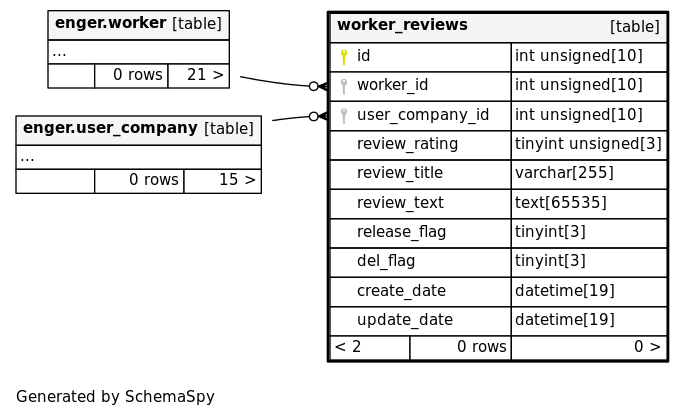 enger.worker [table]
...
0 rows 21 >
enger.user_company [table]
...
0 rows 15 >
worker_reviews [table]
id int unsigned[10]
worker_id int unsigned[10]
user_company_id int unsigned[10]
review_rating tinyint unsigned[3]
review_title varchar[255]
review_text text[65535]
release_flag tinyint[3]
del_flag tinyint[3]
create_date datetime[19]
update_date datetime[19]
< 2 0 rows 0 >
Generated by SchemaSpy